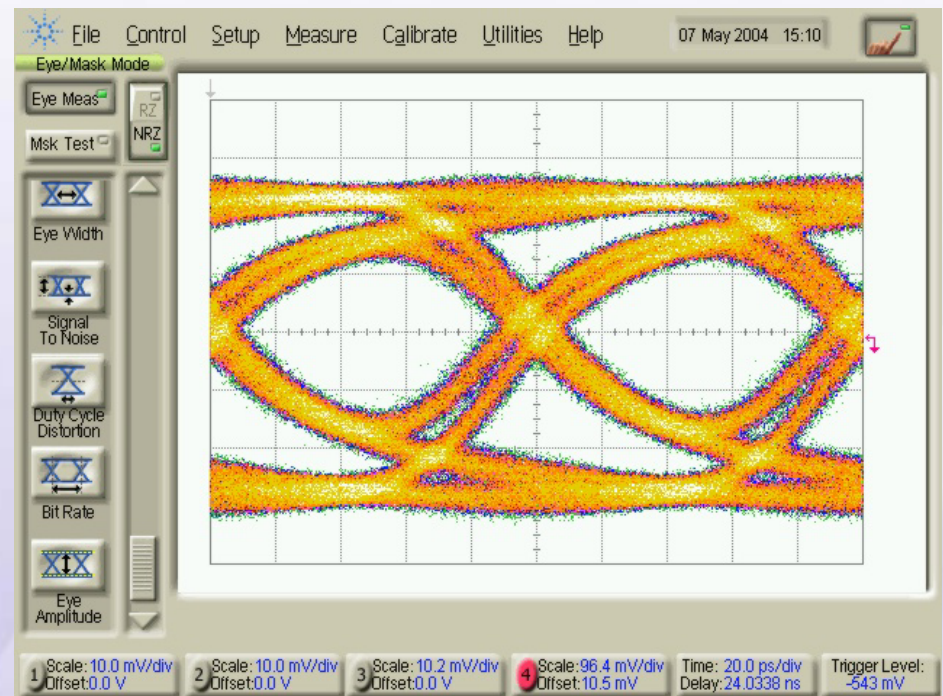 File Control Setup Measure Calibrate Utilities Help 07 May 2004 15:10
Eye/Mask Mode
Eye Meas
RZ
Msk Test
NRZ
Eye Width
Signal
To Noise
Duty Cycle
Distortion
Bit Rate
Eye
Amplitude
1 Scale: 10.0 mV/div
Offset:0.0 V
2 Scale: 10.0 mV/div
Offset:0.0 V
3 Scale: 10.2 mV/div
Offset:0.0 V
4 Scale: 96.4 mV/div
Offset: 10.5 mV
Time: 20.0 ps/div
Delay:24.0338 ns
Trigger Level:
-543 mV